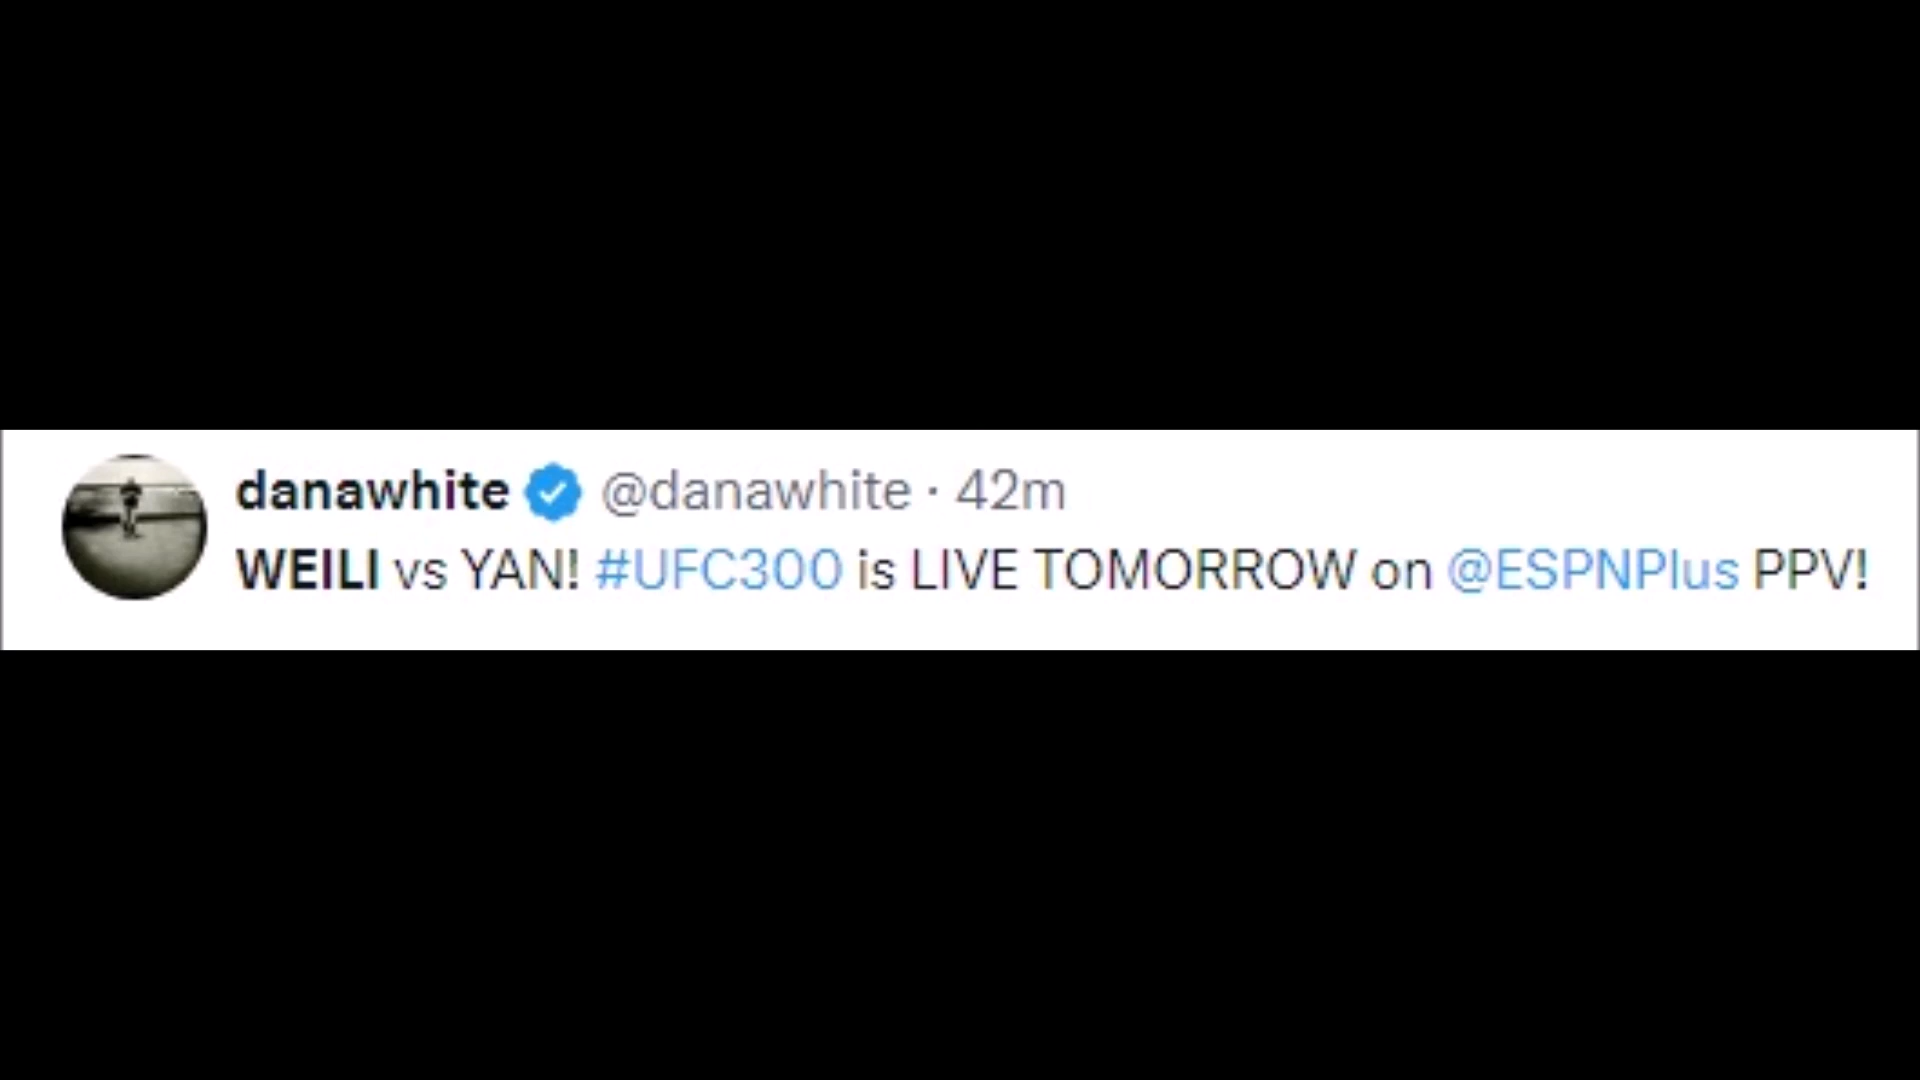 danawhite @danawhite · 42m
WEILI vs YAN! #UFC300 is LIVE TOMORROW on @ESPNPlus PPV!